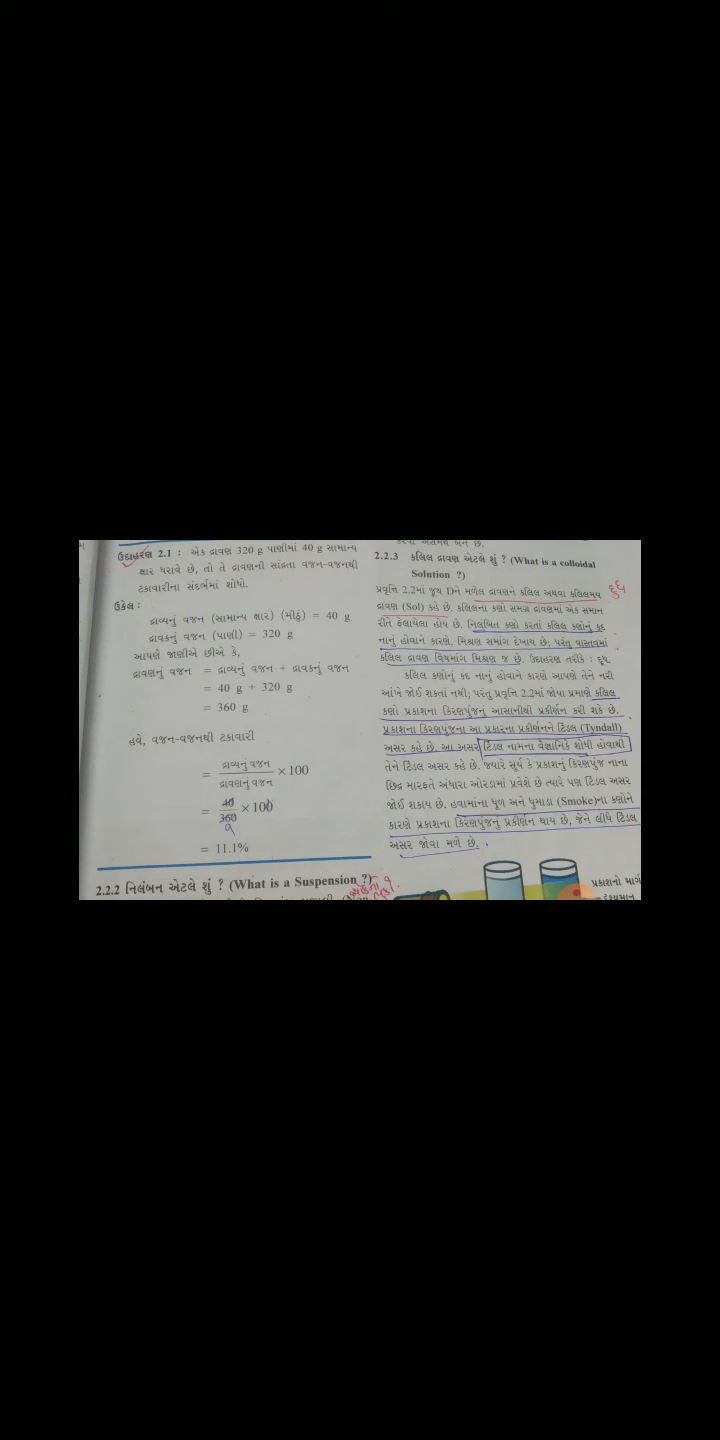 ઉદાહરણ 2.1 : એક દ્રાવણ 320 g પાણીમાં 40 g સામાન્ય
ક્ષાર ધરાવે છે, તો તે દ્રાવણની સાંદ્રતા વજન-વજનથી
ટકાવારીના સંદર્ભમાં શોધો.
ઉકેલ :
દ્રાવ્યનું વજન (સામાન્ય ક્ષાર) (મીઠું) = 40 g
દ્રાવકનું વજન (પાણી) = 320 g
આપણે જાણીએ છીએ કે,
દ્રાવણનું વજન = દ્રાવ્યનું વજન + દ્રાવકનું વજન
= 40 g + 320 g
= 360 g
હવે, વજન-વજનથી ટકાવારી
= દ્રાવ્યનું વજન / દ્રાવણનું વજન × 100
= 40 / 360 × 100
9
= 11.1%
2.2.2 નિલંબન એટલે શું ? (What is a Suspension ?)
કરવા અસમર્થ બને છે.
2.2.3 કલિલ દ્રાવણ એટલે શું ? (What is a colloidal
Solution ?)
પ્રવૃત્તિ 2.2માં જૂથ Dને મળેલ દ્રાવણને કલિલ અથવા કલિલમય
દૂધ
દ્રાવણ (Sol) કહે છે. કલિલના કણો સમગ્ર દ્રાવણમાં એક સમાન
રીતે ફેલાયેલા હોય છે. નિલંબિત કણો કરતાં કલિલ કણોનું કદ
નાનું હોવાને કારણે, મિશ્રણ સમાંગ દેખાય છે; પરંતુ વાસ્તવમાં
કલિલ દ્રાવણ વિષમાંગ મિશ્રણ જ છે. ઉદાહરણ તરીકે : દૂધ.
કલિલ કણોનું કદ નાનું હોવાને કારણે આપણે તેને નરી
આંખે જોઈ શકતાં નથી; પરંતુ પ્રવૃત્તિ 2.2માં જોયા પ્રમાણે કલિલ
કણો પ્રકાશના કિરણપુંજનું આસાનીથી પ્રકીર્ણન કરી શકે છે.
પ્રકાશના કિરણપુંજના આ પ્રકારના પ્રકીર્ણનને ટિંડલ (Tyndall)
અસર કહે છે. આ અસર ટિંડલ નામના વૈજ્ઞાનિકે શોધી હોવાથી
તેને ટિંડલ અસર કહે છે. જ્યારે સૂર્ય કે પ્રકાશનું કિરણપુંજ નાના
છિદ્ર મારફતે અંધારા ઓરડામાં પ્રવેશે છે ત્યારે પણ ટિંડલ અસર
જોઈ શકાય છે. હવામાંના ધૂળ અને ધુમાડા (Smoke)ના કણોને
કારણે પ્રકાશના કિરણપુંજનું પ્રકીર્ણન થાય છે, જેને લીધે ટિંડલ
અસર જોવા મળે છે.
પ્રકાશનો માર્ગ
દૃશ્યમાન